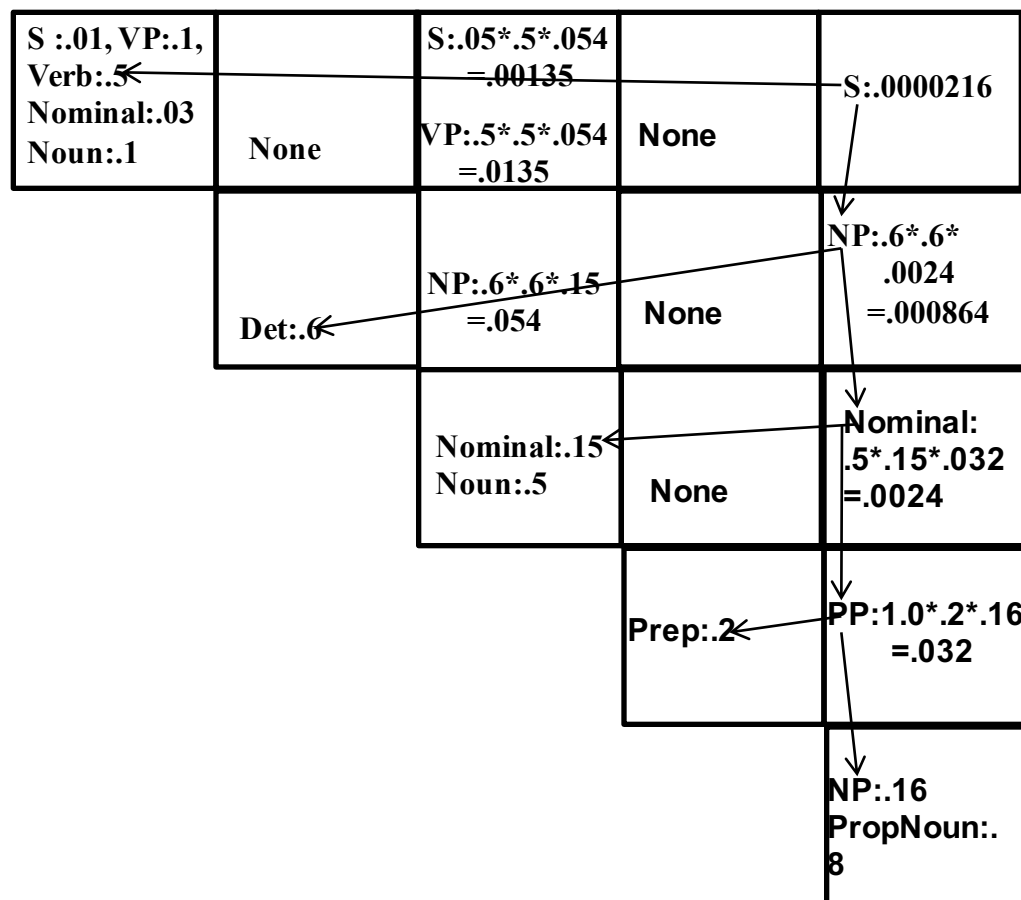 S :.01, VP:.1,
Verb:.5
Nominal:.03
Noun:.1
None
S:.05*.5*.054
=.00135
VP:.5*.5*.054
=.0135
None
S:.0000216
Det:.6
NP:.6*.6*.15
=.054
None
NP:.6*.6*
.0024
=.000864
Nominal:.15
Noun:.5
None
Nominal:
.5*.15*.032
=.0024
Prep:.2
PP:1.0*.2*.16
=.032
NP:.16
PropNoun:.
8